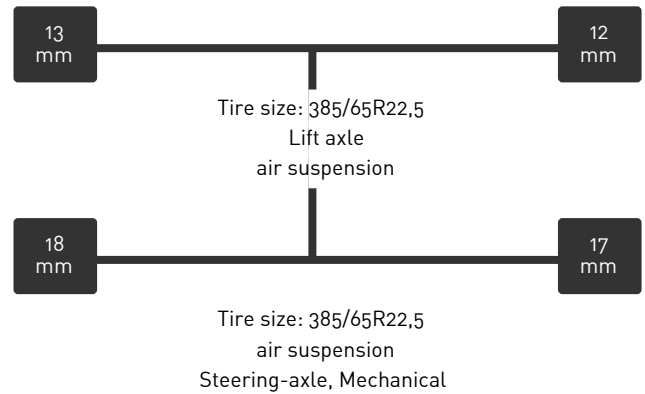 13
mm
12
mm
Tire size: 385/65R22,5
Lift axle
air suspension
18
mm
17
mm
Tire size: 385/65R22,5
air suspension
Steering-axle, Mechanical